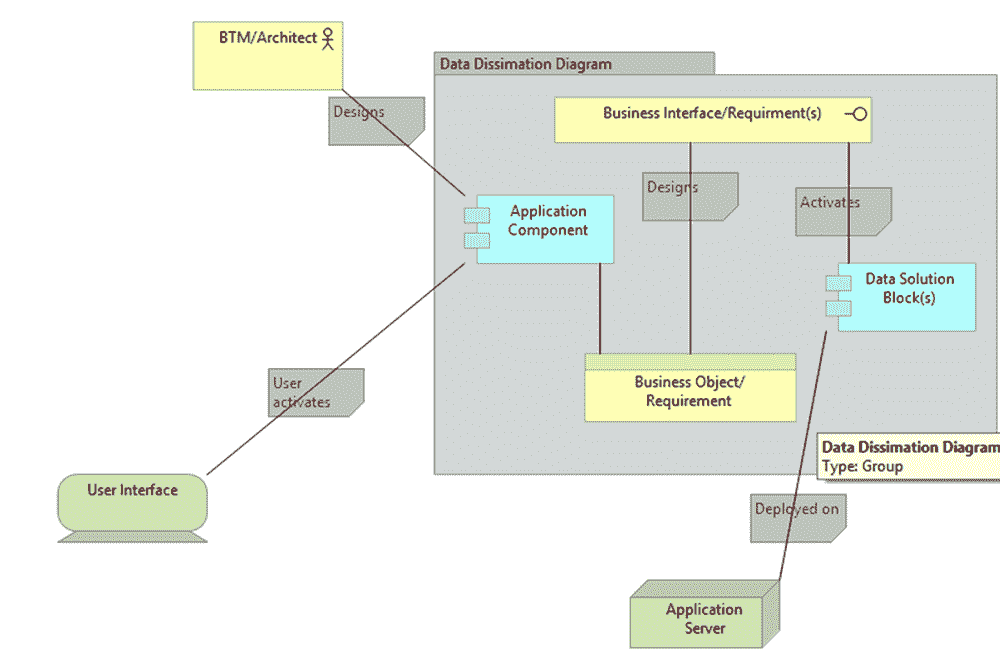 BTM/Architect
Data Dissimation Diagram
Designs
Business Interface/Requirment(s)
Designs
Activates
Application
Component
Data Solution
Block(s)
Business Object/
Requirement
User
activates
Data Dissimation Diagram
Type: Group
User Interface
Deployed on
Application
Server